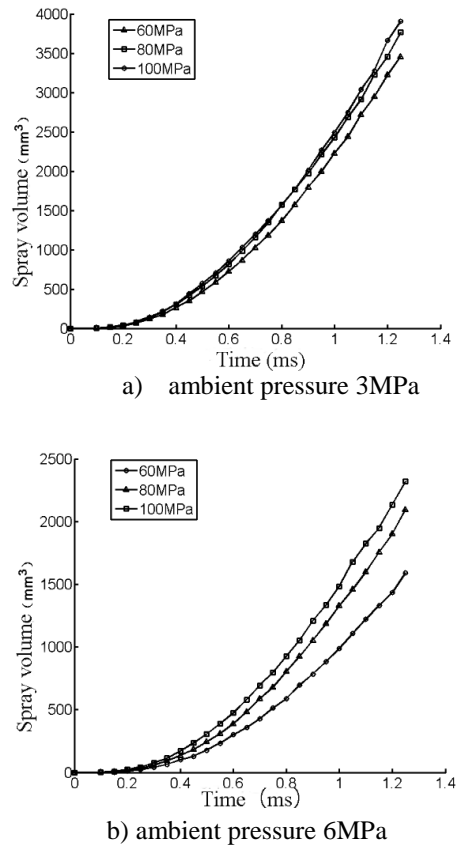 4000
3500
3000
2500
2000
1500
1000
500
0
Spray volume (mm³)
60MPa
80MPa
100MPa
0 0.2 0.4 0.6 0.8 1 1.2 1.4
Time (ms)
a) ambient pressure 3MPa
2500
2000
1500
1000
500
0
Spray volume (mm³)
60MPa
80MPa
100MPa
0 0.2 0.4 0.6 0.8 1 1.2 1.4
Time (ms)
b) ambient pressure 6MPa